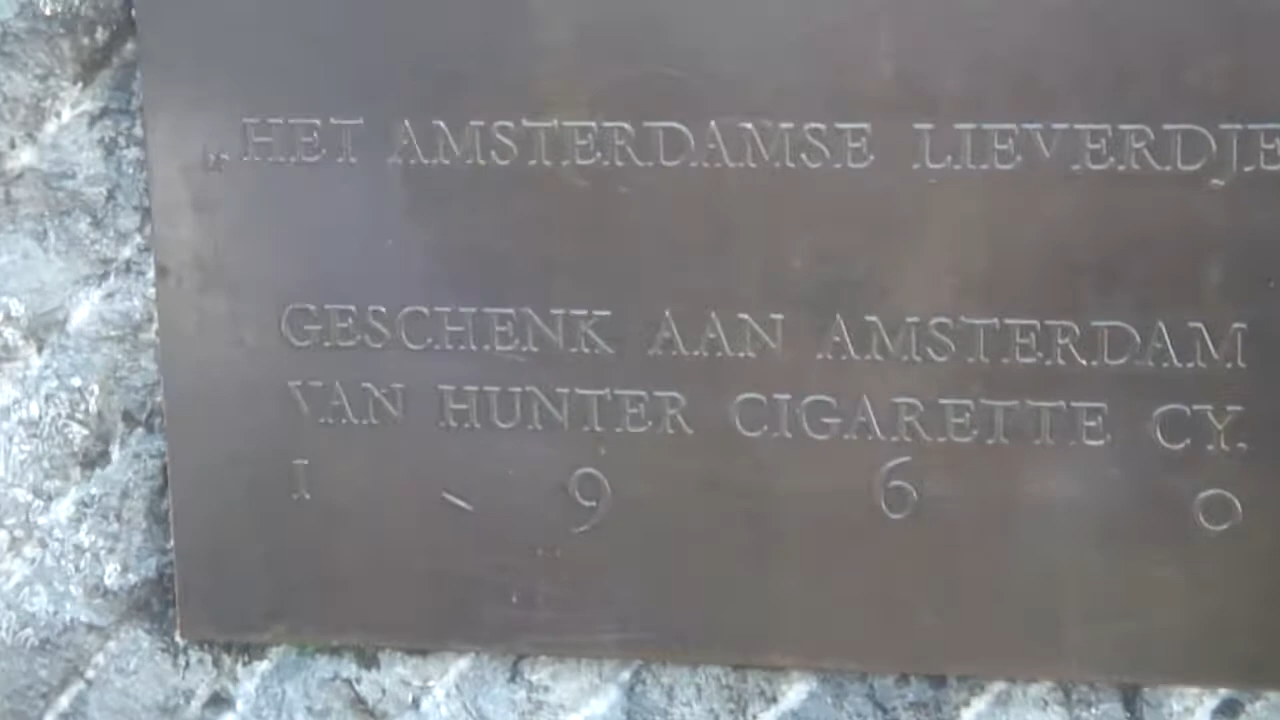 „HET AMSTERDAMSE LIEVERDJE
GESCHENK AAN AMSTERDAM
VAN HUNTER CIGARETTE CY.
1 9 6 0